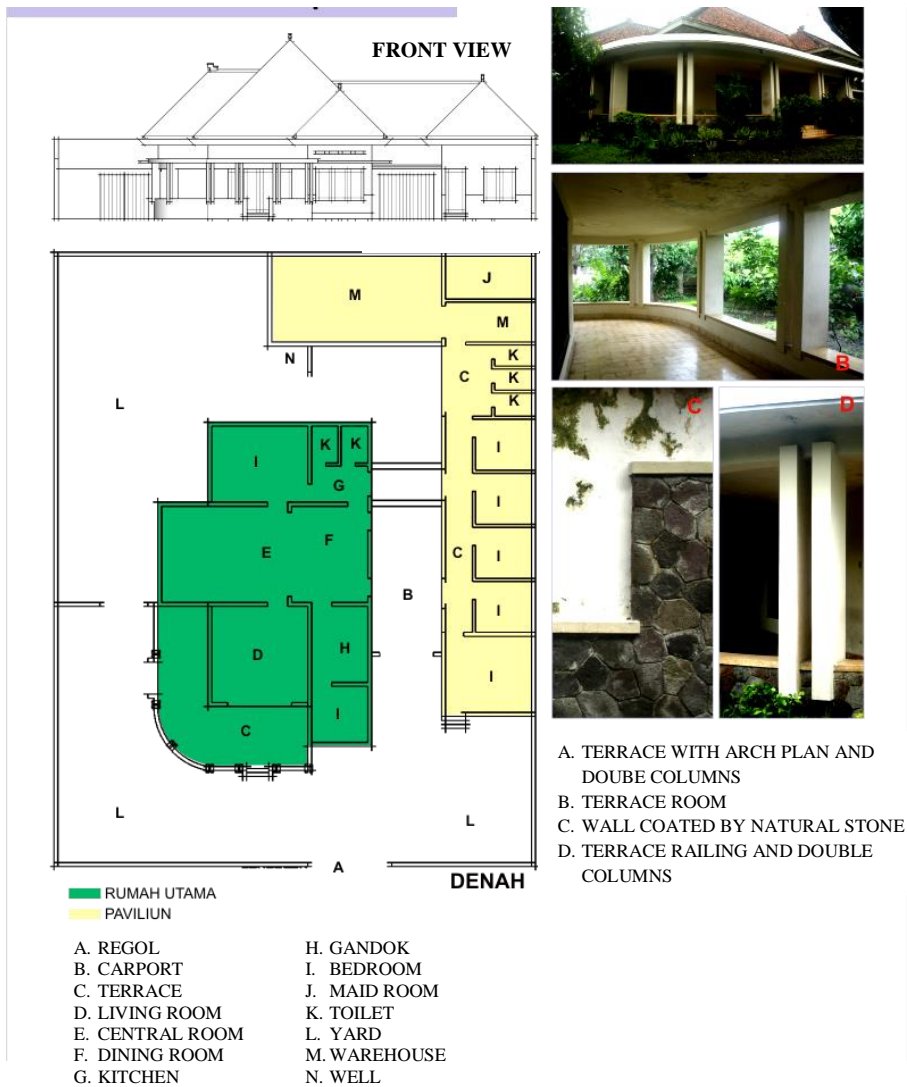 FRONT VIEW
M
J
M
N
K
K
K
C
L
I
K
K
G
I
I
E
F
C
I
B
I
D
H
I
I
C
L
L
A
DENAH
RUMAH UTAMA
PAVILIUN
A. REGOL
B. CARPORT
C. TERRACE
D. LIVING ROOM
E. CENTRAL ROOM
F. DINING ROOM
G. KITCHEN
H. GANDOK
I. BEDROOM
J. MAID ROOM
K. TOILET
L. YARD
M. WAREHOUSE
N. WELL
B
C
D
A. TERRACE WITH ARCH PLAN AND
DOUBE COLUMNS
B. TERRACE ROOM
C. WALL COATED BY NATURAL STONE
D. TERRACE RAILING AND DOUBLE
COLUMNS